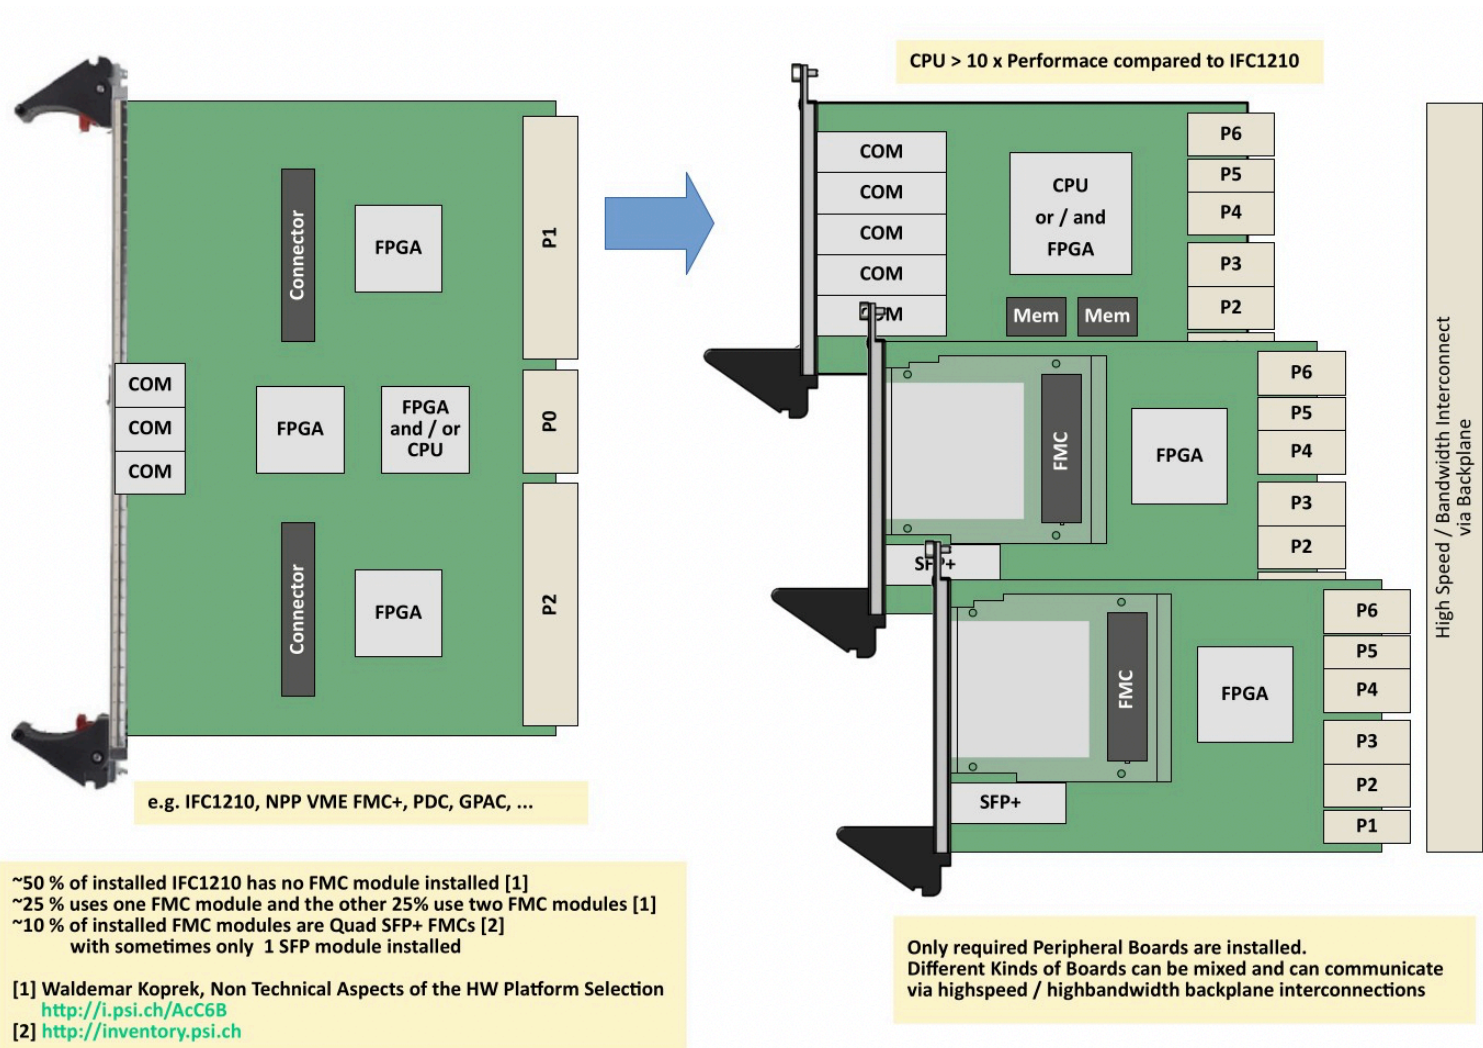 CPU > 10 x Performace compared to IFC1210
Connector
FPGA
P1
COM
COM
COM
FPGA
FPGA
and / or
CPU
P0
Connector
FPGA
P2
e.g. IFC1210, NPP VME FMC+, PDC, GPAC, ...
~50 % of installed IFC1210 has no FMC module installed [1]
~25 % uses one FMC module and the other 25% use two FMC modules [1]
~10 % of installed FMC modules are Quad SFP+ FMCs [2]
with sometimes only 1 SFP module installed
[1] Waldemar Koprek, Non Technical Aspects of the HW Platform Selection
http://i.psi.ch/AcC6B
[2] http://inventory.psi.ch
COM
COM
COM
COM
CPU
or / and
FPGA
Mem
Mem
P6
P5
P4
P3
P2
FMC
FPGA
SFP+
P6
P5
P4
P3
P2
FMC
FPGA
SFP+
P6
P5
P4
P3
P2
P1
High Speed / Bandwidth Interconnect
via Backplane
Only required Peripheral Boards are installed.
Different Kinds of Boards can be mixed and can communicate
via highspeed / highbandwidth backplane interconnections